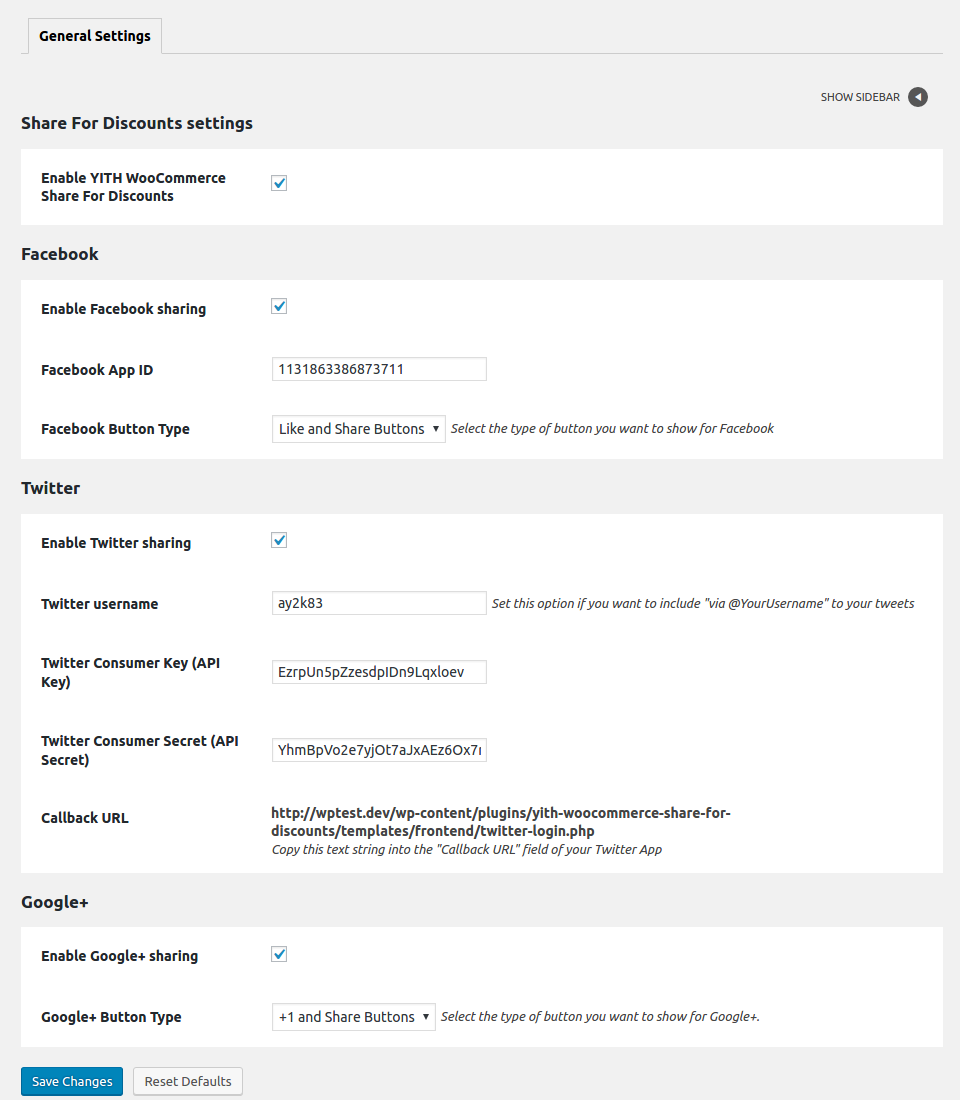 General Settings
SHOW SIDEBAR
Share For Discounts settings
Enable YITH WooCommerce
Share For Discounts
Facebook
Enable Facebook sharing
Facebook App ID
1131863386873711
Facebook Button Type
Like and Share Buttons
Select the type of button you want to show for Facebook
Twitter
Enable Twitter sharing
Twitter username
ay2k83
Set this option if you want to include "via @YourUsername" to your tweets
Twitter Consumer Key (API
Key)
EzrpUn5pZzesdpIDn9Lqxloev
Twitter Consumer Secret (API
Secret)
Callback URL
http://wptest.dev/wp-content/plugins/yith-woocommerce-share-for-
discounts/templates/frontend/twitter-login.php
Copy this text string into the "Callback URL" field of your Twitter App
Google+
Enable Google+ sharing
Google+ Button Type
+1 and Share Buttons
Select the type of button you want to show for Google+.
Save Changes
Reset Defaults